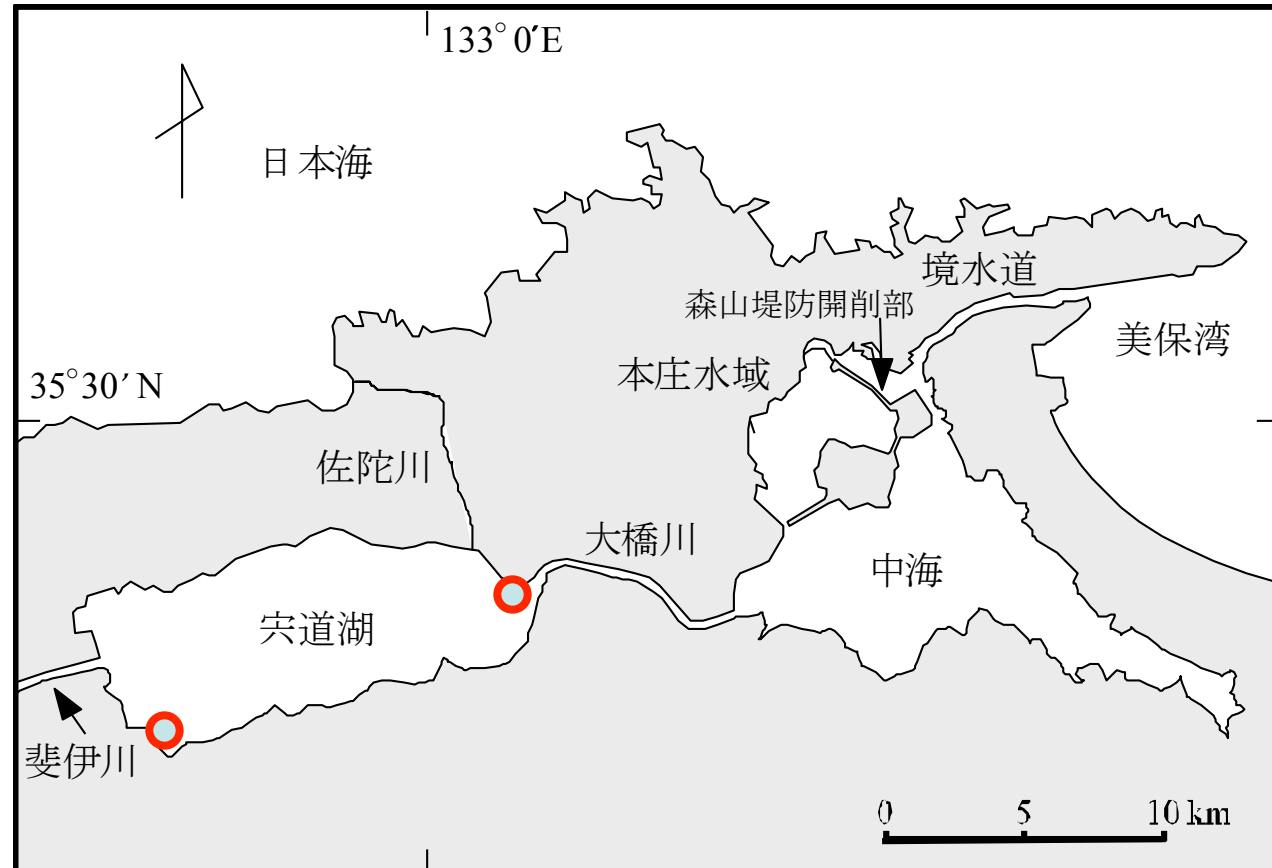 133°0′E
日本海
境水道
森山堤防開削部
美保湾
本庄水域
35°30′N
佐陀川
大橋川
中海
宍道湖
斐伊川
0 5 10 km